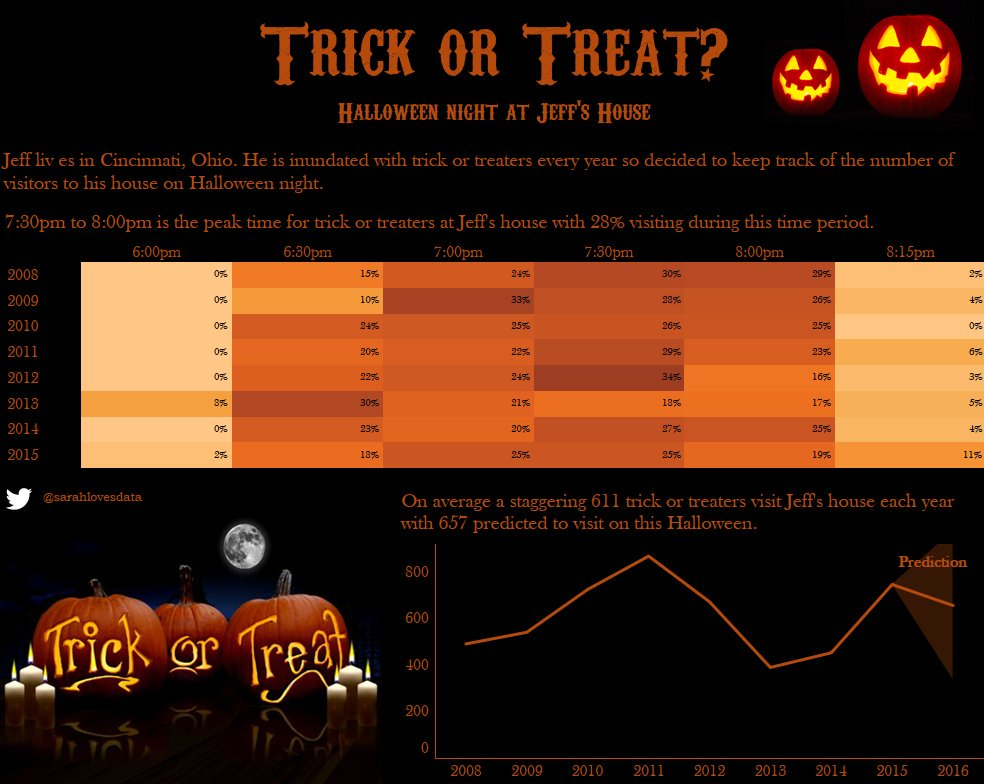 Trick or Treat?
Halloween night at Jeff's House
Jeff liv es in Cincinnati, Ohio. He is inundated with trick or treaters every year so decided to keep track of the number of
visitors to his house on Halloween night.
7:30pm to 8:00pm is the peak time for trick or treaters at Jeff's house with 28% visiting during this time period.
6:00pm 6:30pm 7:00pm 7:30pm 8:00pm 8:15pm
2008 0% 15% 24% 30% 29% 2%
2009 0% 10% 33% 28% 26% 4%
2010 0% 24% 25% 26% 25% 0%
2011 0% 20% 22% 29% 23% 6%
2012 0% 22% 24% 34% 16% 3%
2013 8% 30% 21% 18% 17% 5%
2014 0% 23% 20% 27% 25% 4%
2015 2% 18% 25% 25% 19% 11%
@sarahlovesdata
On average a staggering 611 trick or treaters visit Jeff's house each year
with 657 predicted to visit on this Halloween.
Trick or Treat
Prediction
800
600
400
200
0
2008 2009 2010 2011 2012 2013 2014 2015 2016